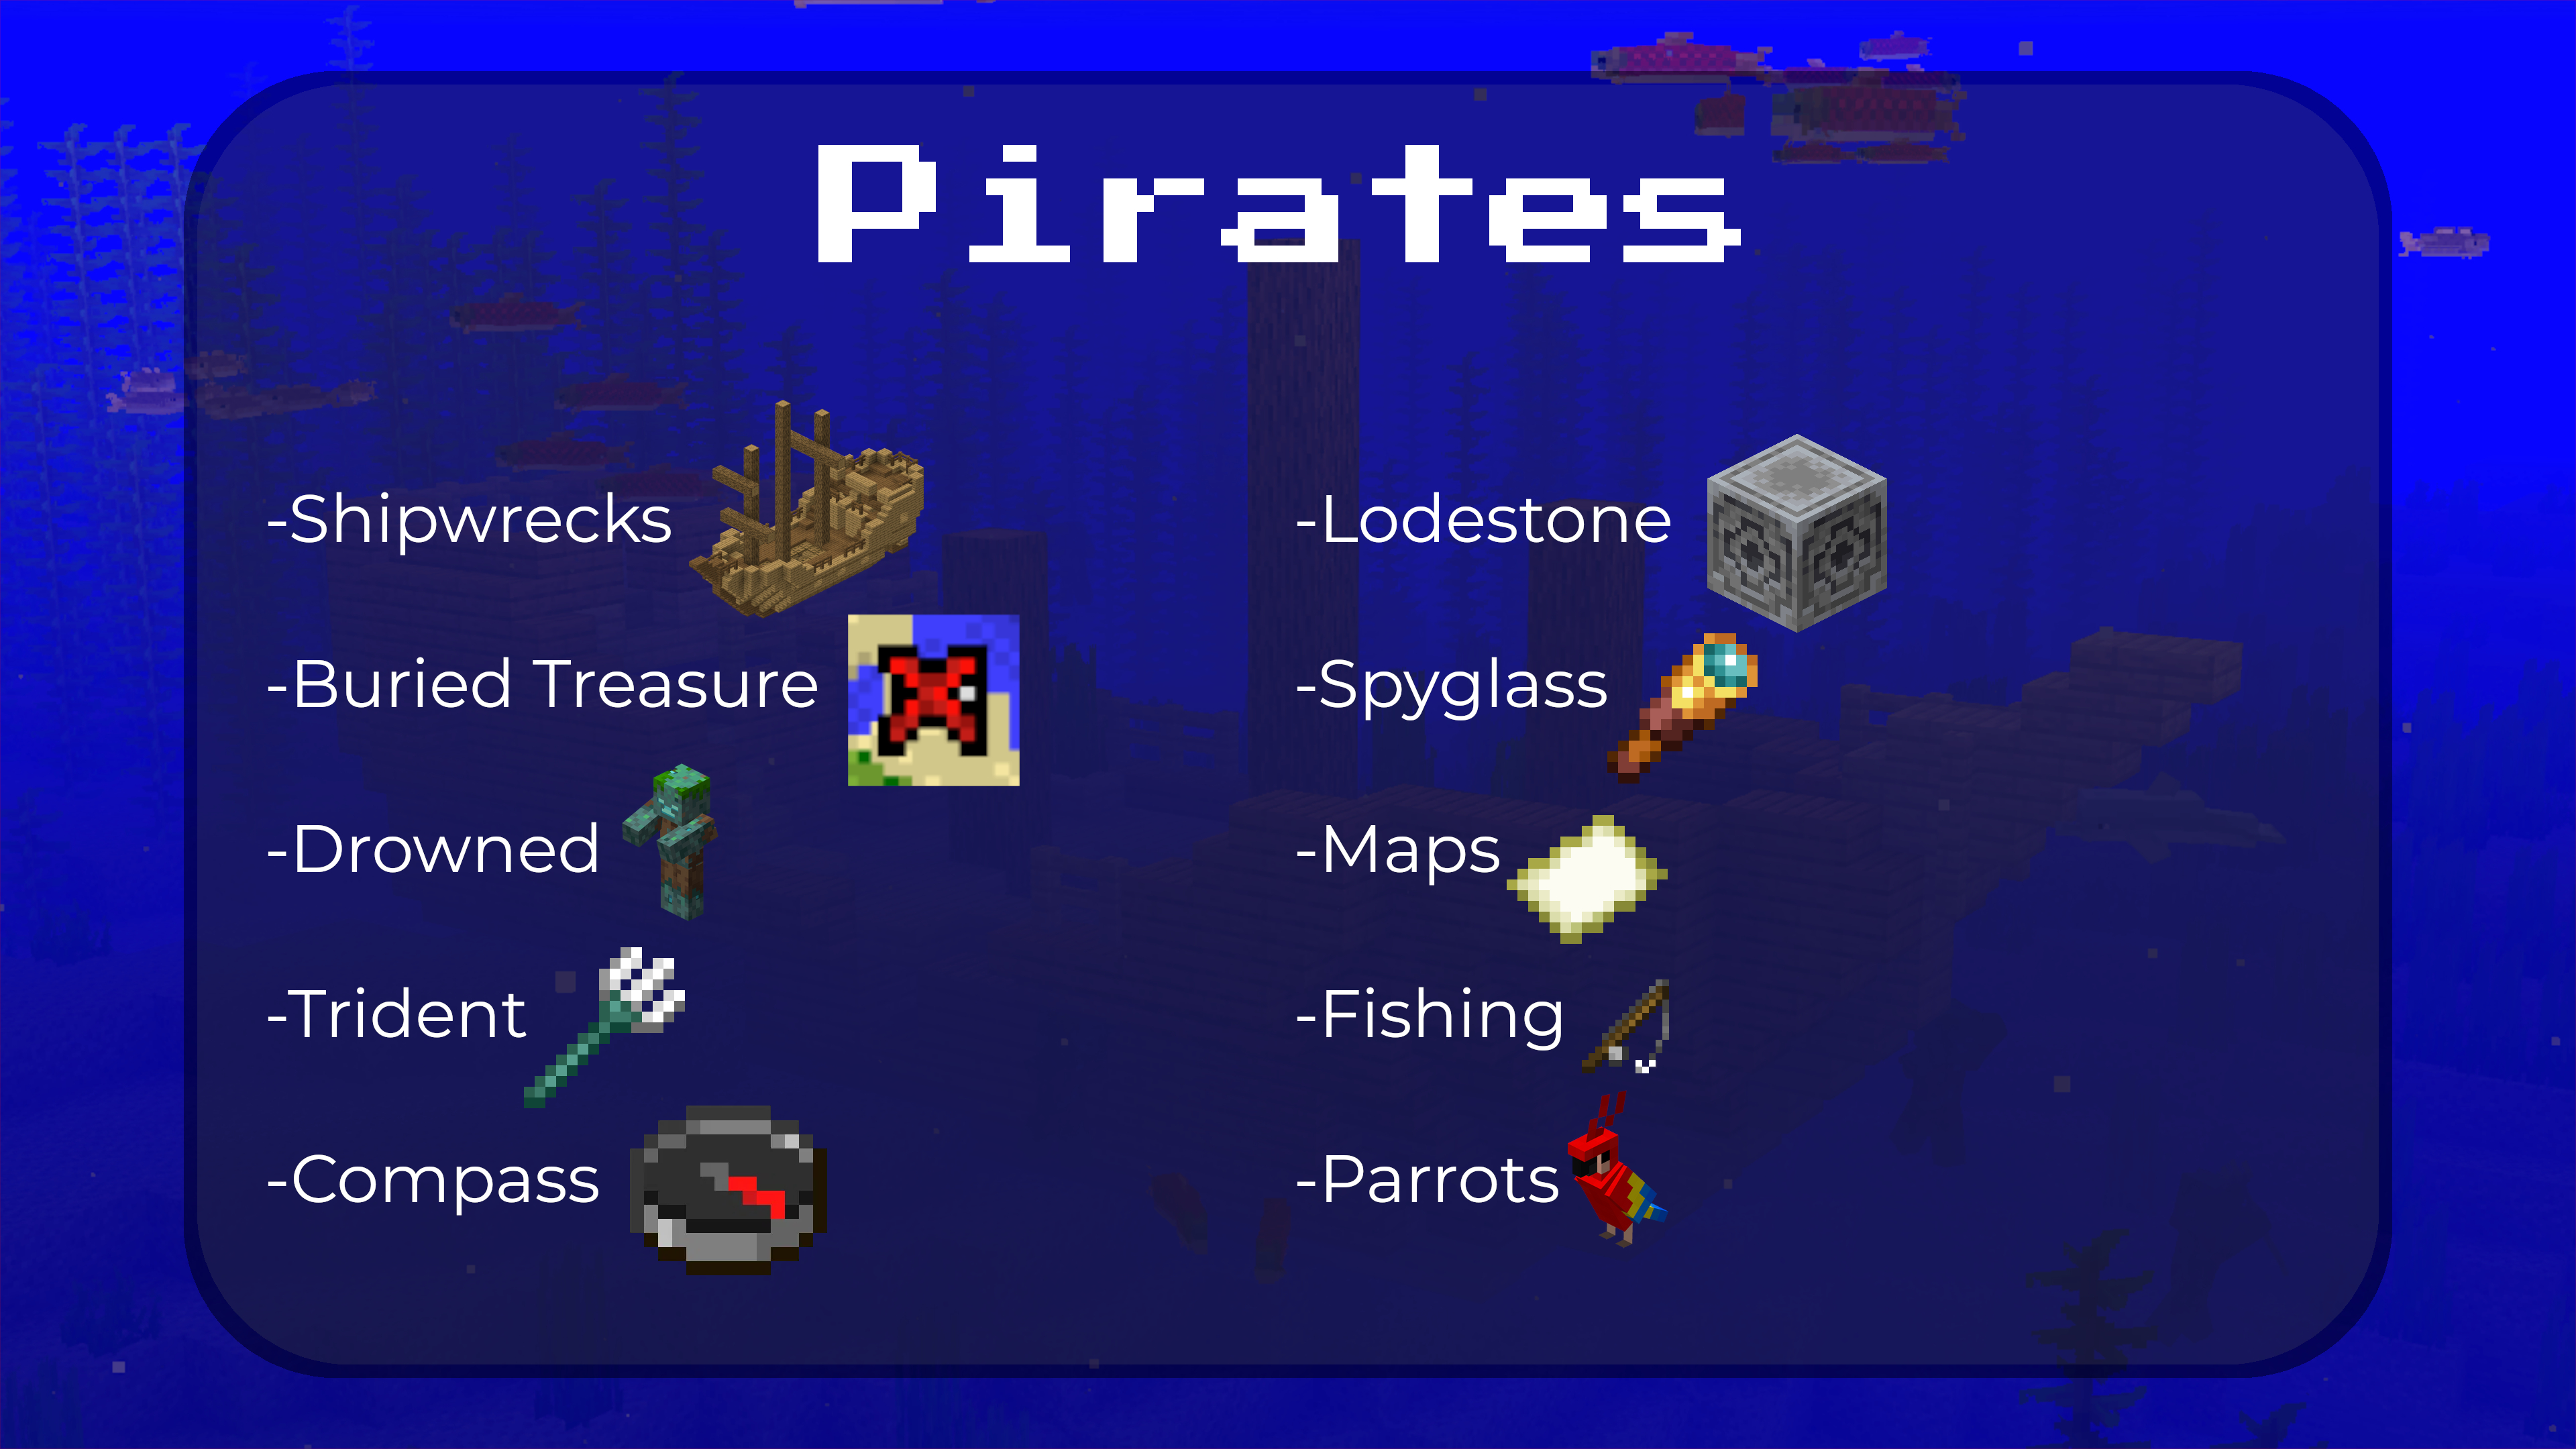 Pirates
-Shipwrecks
-Buried Treasure
-Drowned
-Trident
-Compass
-Lodestone
-Spyglass
-Maps
-Fishing
-Parrots